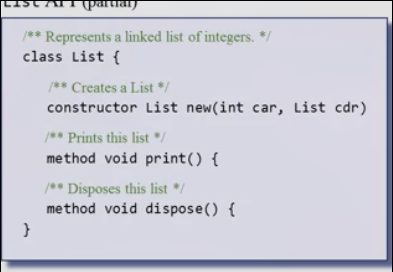 List API (partial)
/** Represents a linked list of integers. */
class List {
/** Creates a List */
constructor List new(int car, List cdr)
/** Prints this list */
method void print() {
/** Disposes this list */
method void dispose() {
}